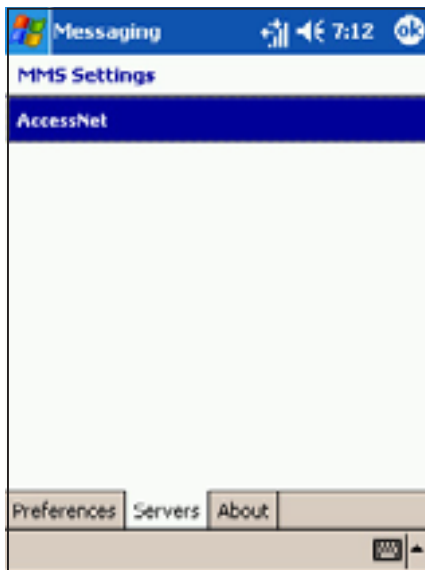 Messaging 7:12 ok
MMS Settings
AccessNet
Preferences Servers About